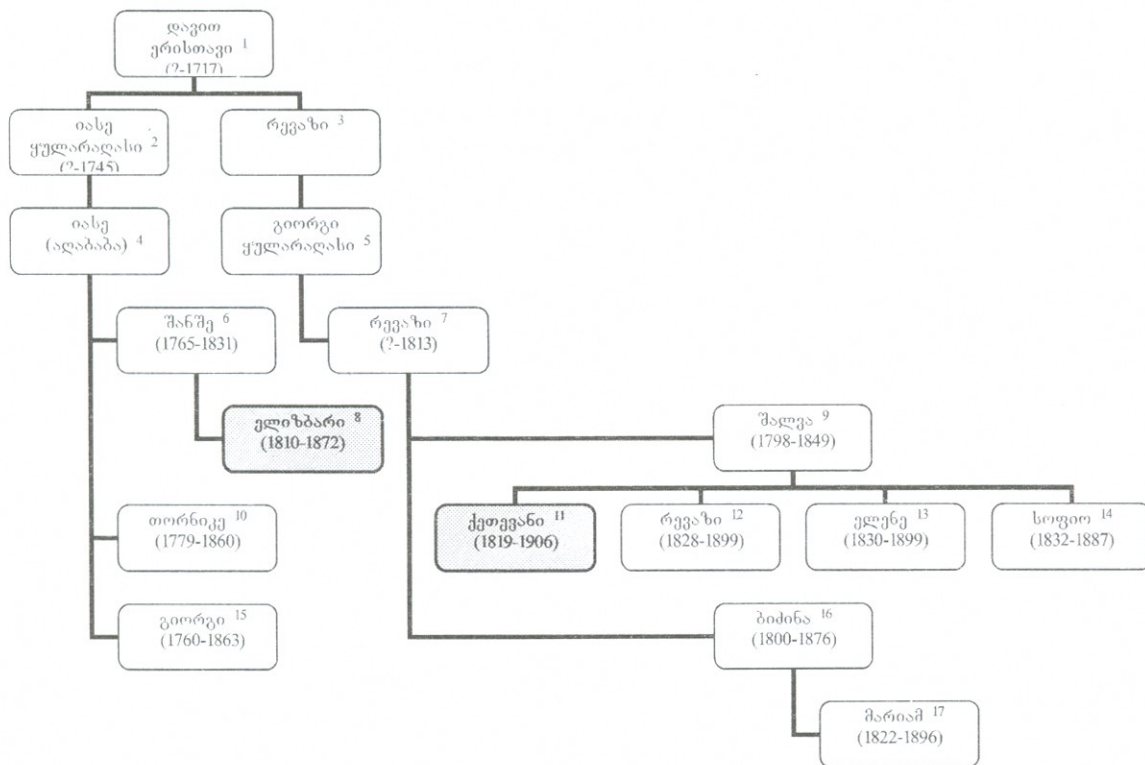 დავით
ერისთავი 1
(?-1717)
იასე
ყულარაღასი 2
(?-1745)
რევაზი 3
იასე
(აღაბაბა) 4
გიორგი
ყულარაღასი 5
შანშე 6
(1765-1831)
რევაზი 7
(?-1813)
ელიზბარი 8
(1810-1872)
შალვა 9
(1798-1849)
თორნიკე 10
(1779-1860)
ქეთევანი 11
(1819-1906)
რევაზი 12
(1828-1899)
ელენე 13
(1830-1899)
სოფიო 14
(1832-1887)
გიორგი 15
(1760-1863)
ბიძინა 16
(1800-1876)
მარიამ 17
(1822-1896)